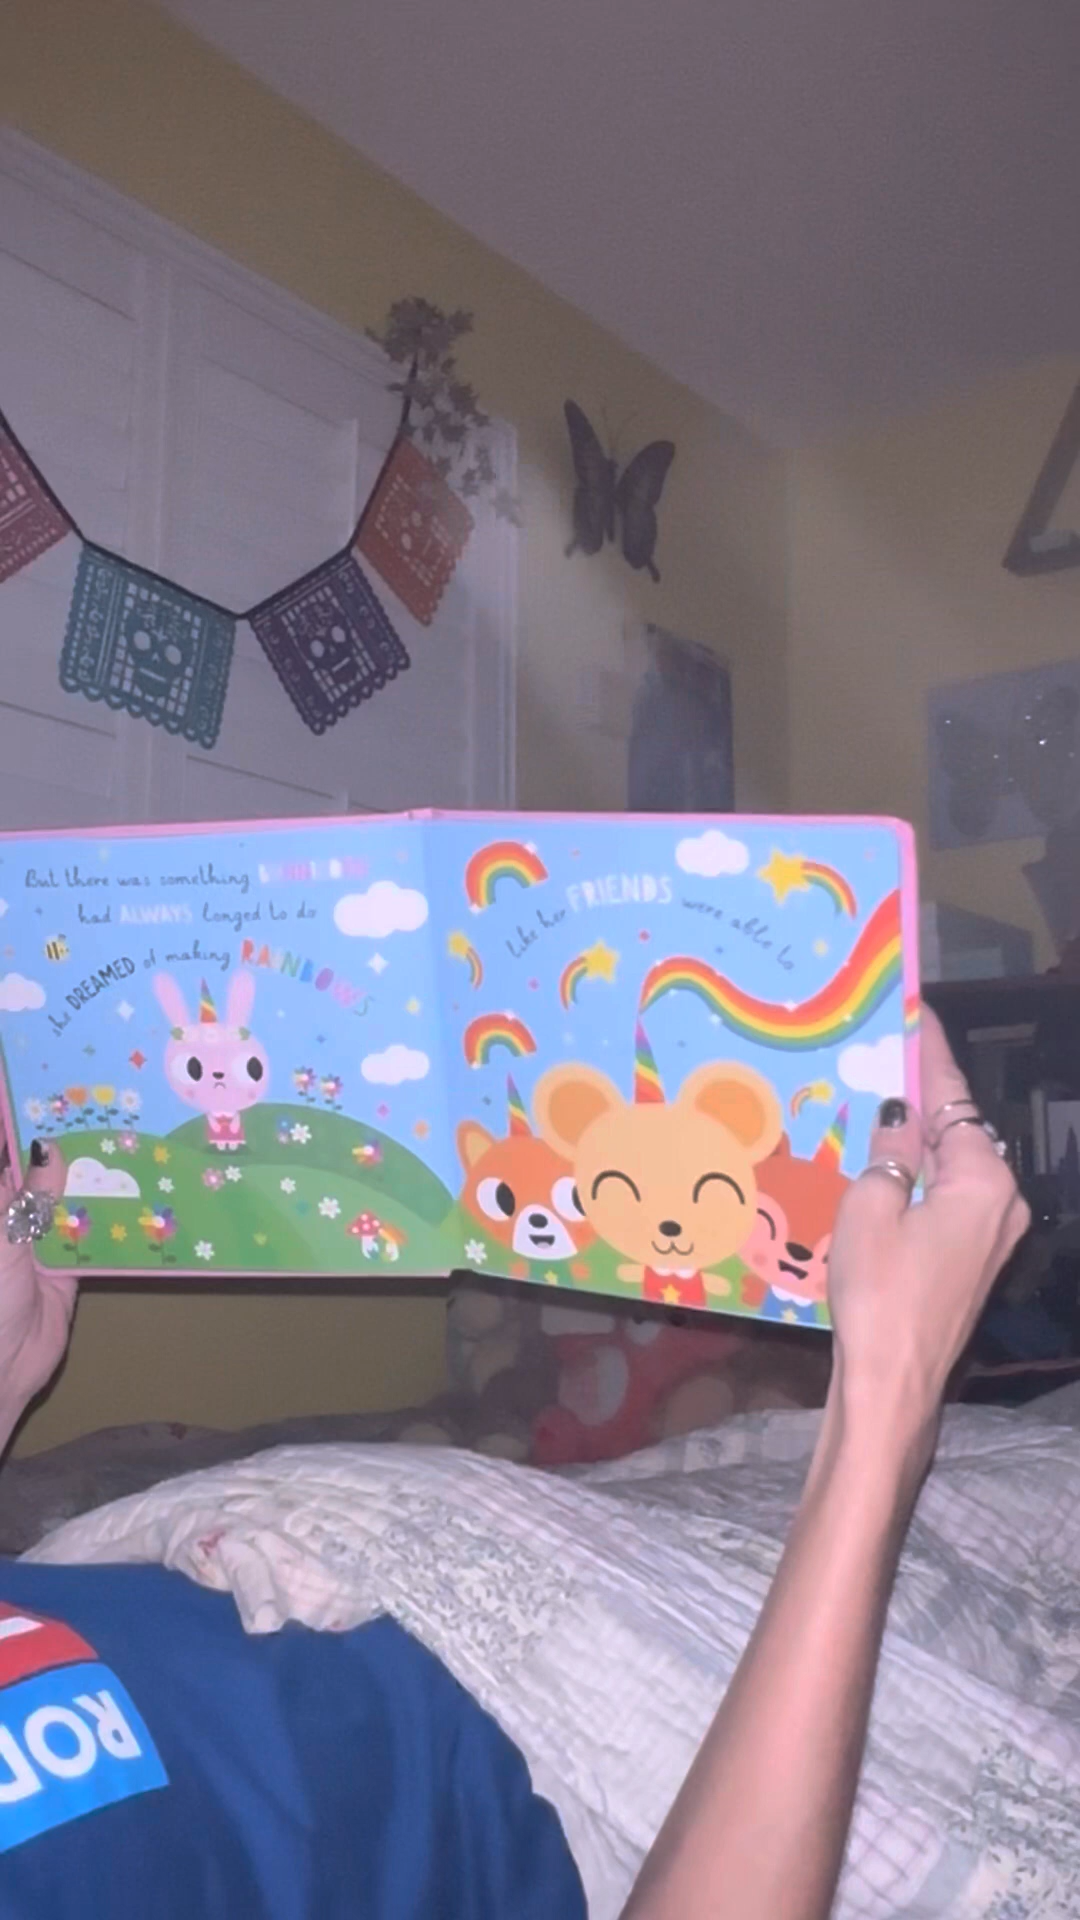 But there was something
had ALWAYS longed to do
she DREAMED of making RAINBOWS
Like her FRIENDS were able to